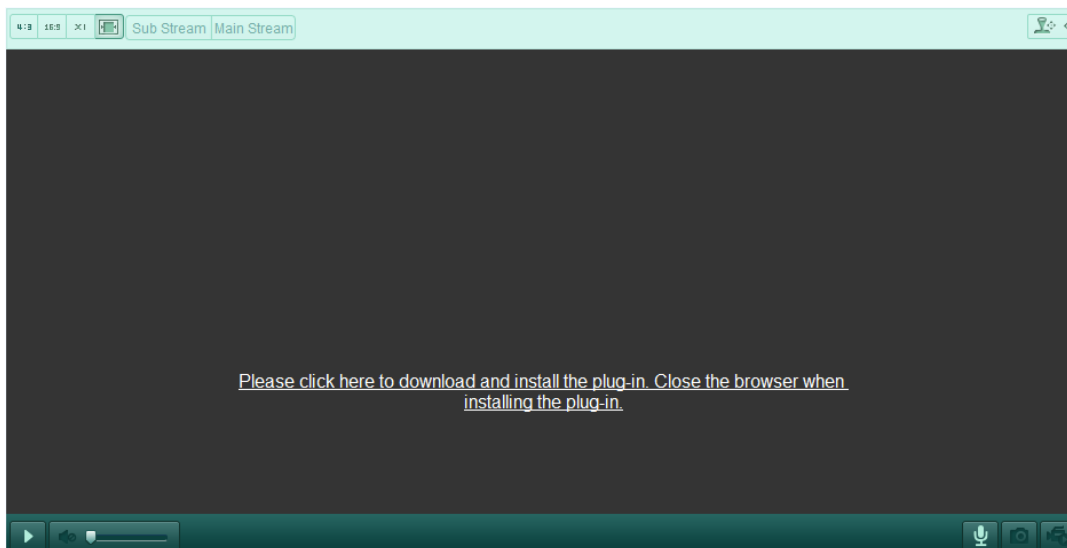 4:3 16:9 X1 Sub Stream Main Stream
Please click here to download and install the plug-in. Close the browser when
installing the plug-in.